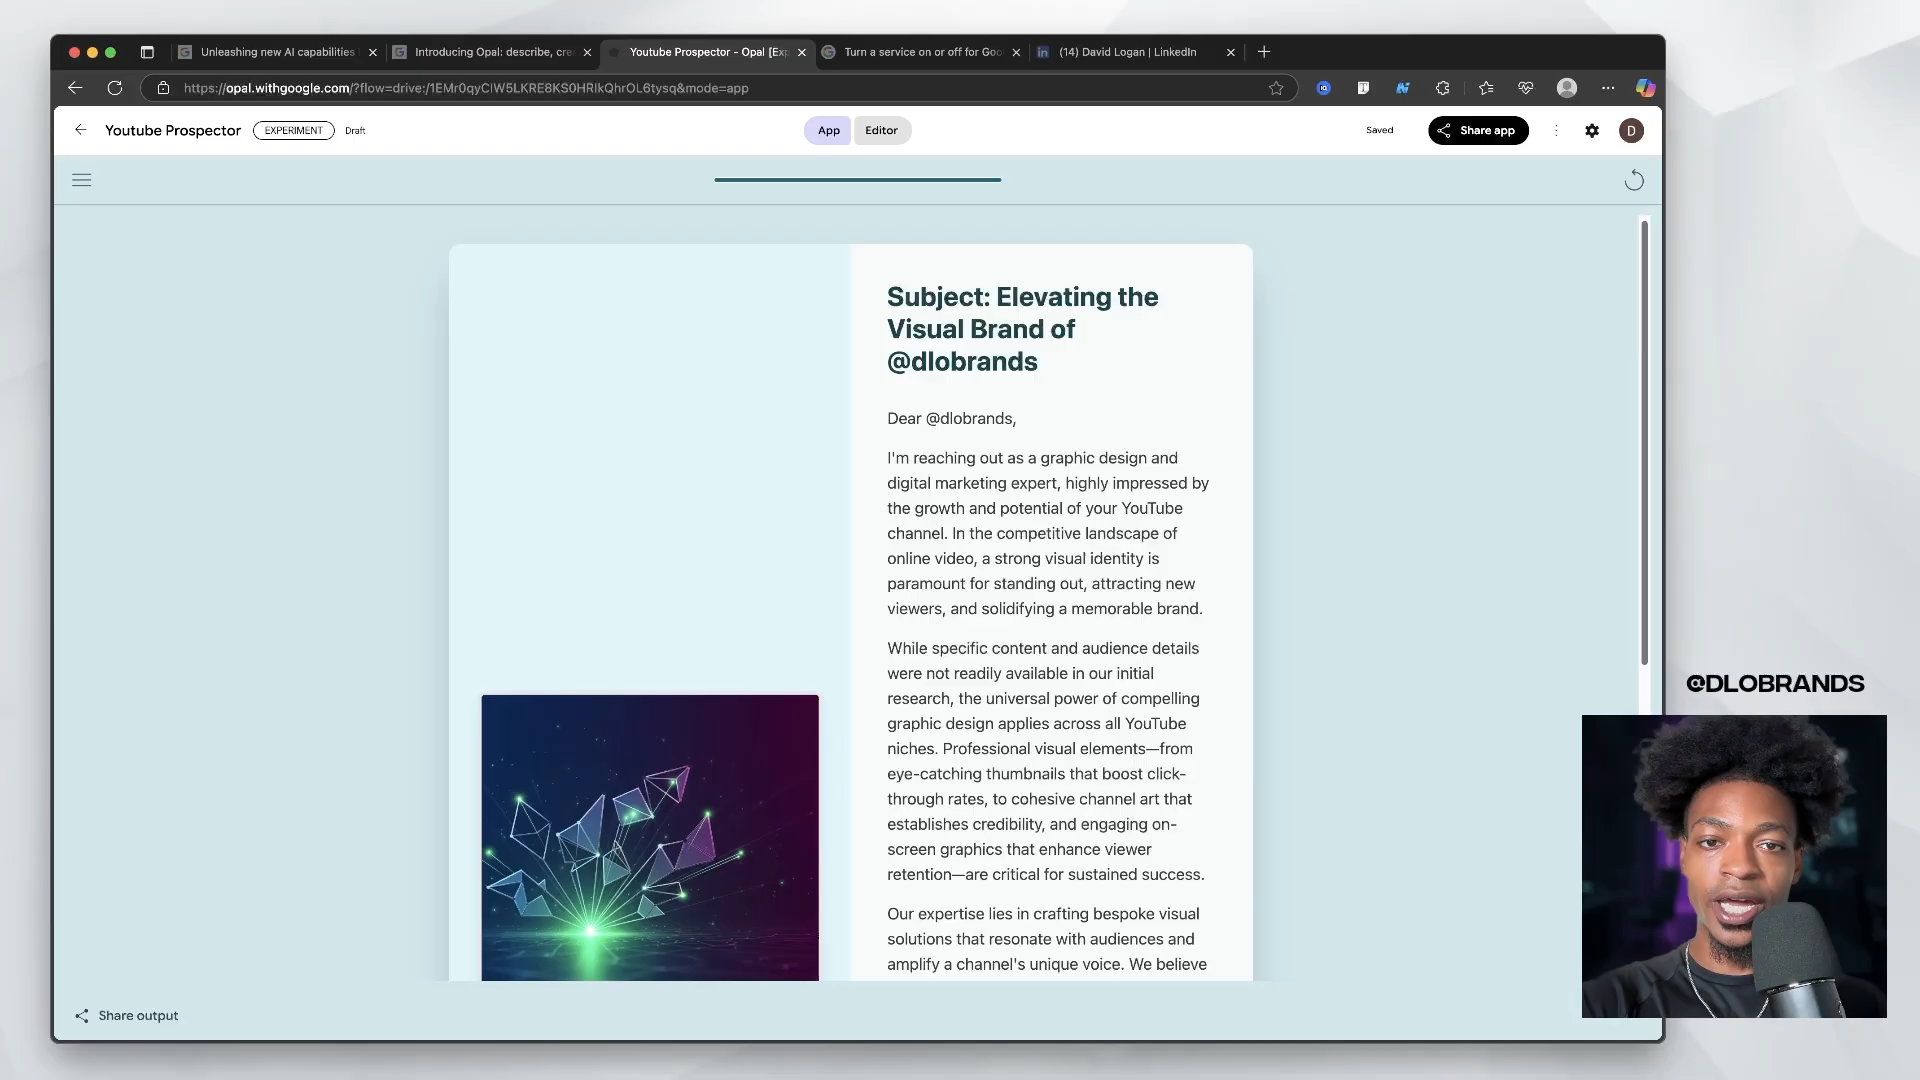 Unleashing new AI capabilities
Introducing Opal: describe, cre
Youtube Prospector - Opal [Exp
Turn a service on or off for Goo
in (14) David Logan | LinkedIn
https://opal.withgoogle.com/?flow=drive:/1EMr0qyClW5LKRE8KS0HRlkQhrOL6tysq&mode=app
Youtube Prospector
EXPERIMENT
Draft
App
Editor
Saved
Share app
D
Subject: Elevating the
Visual Brand of
@dlobrands
Dear @dlobrands,
I'm reaching out as a graphic design and
digital marketing expert, highly impressed by
the growth and potential of your YouTube
channel. In the competitive landscape of
online video, a strong visual identity is
paramount for standing out, attracting new
viewers, and solidifying a memorable brand.
While specific content and audience details
were not readily available in our initial
research, the universal power of compelling
graphic design applies across all YouTube
niches. Professional visual elements—from
eye-catching thumbnails that boost click-
through rates, to cohesive channel art that
establishes credibility, and engaging on-
screen graphics that enhance viewer
retention—are critical for sustained success.
Our expertise lies in crafting bespoke visual
solutions that resonate with audiences and
amplify a channel's unique voice. We believe
Share output
@DLOBRANDS